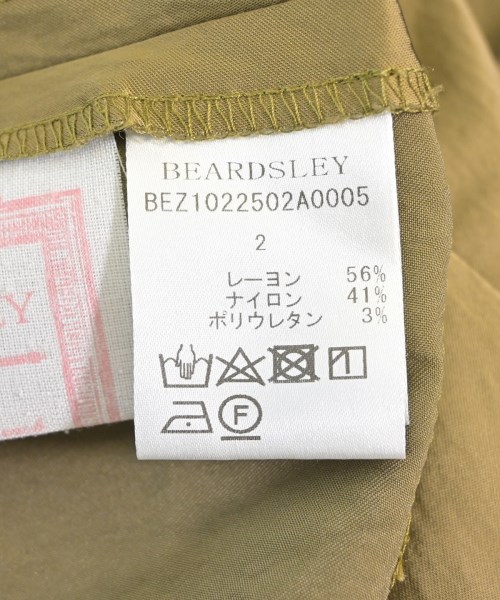 BEARDSLEY
BEZ1022502A0005
2
レーヨン 56%
ナイロン 41%
ポリウレタン 3%
F
LEY